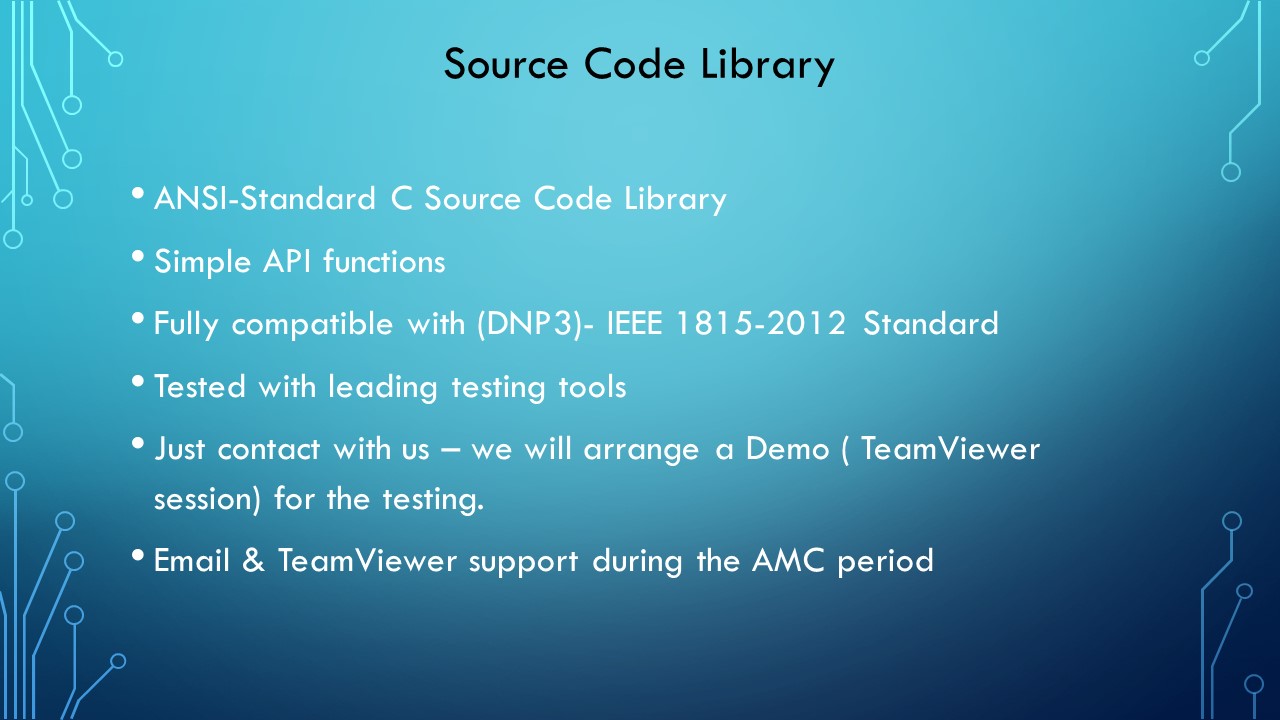 Source Code Library
• ANSI-Standard C Source Code Library
• Simple API functions
• Fully compatible with (DNP3)- IEEE 1815-2012 Standard
• Tested with leading testing tools
• Just contact with us – we will arrange a Demo ( TeamViewer
session) for the testing.
• Email & TeamViewer support during the AMC period